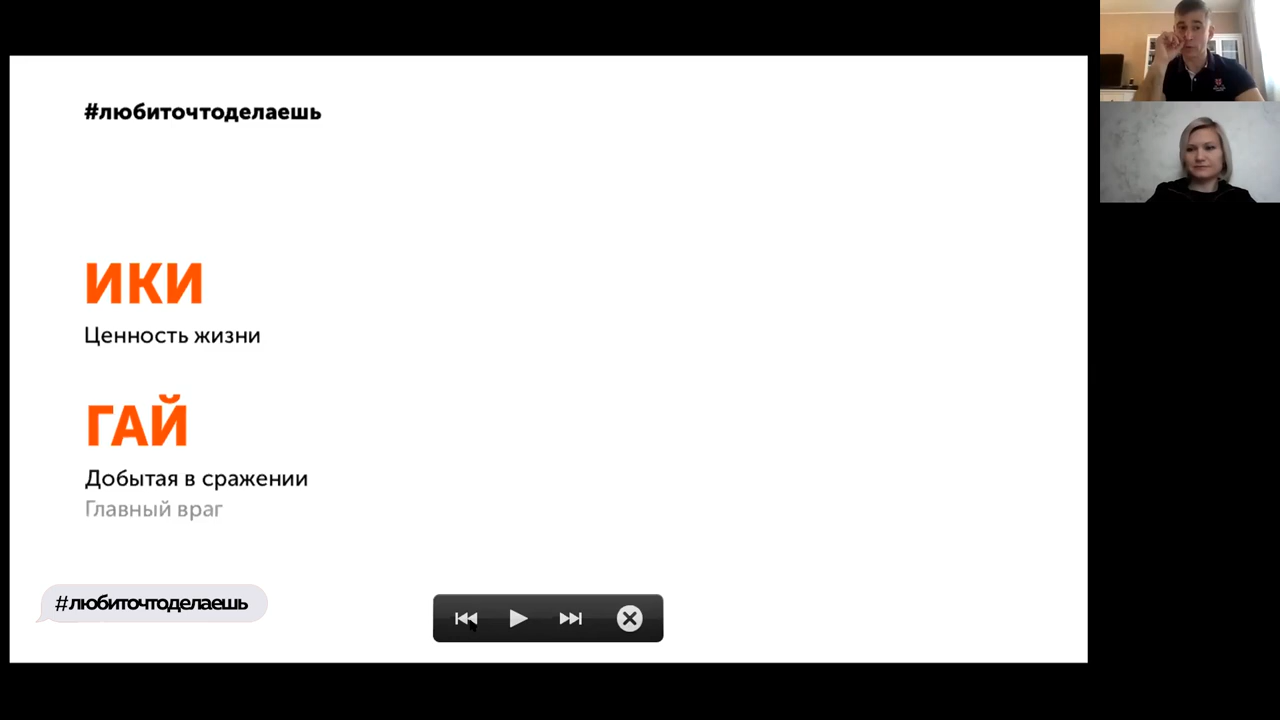 #любиточтоделаешь
ИКИ
Ценность жизни
ГАЙ
Добытая в сражении
Главный враг
#любиточтоделаешь